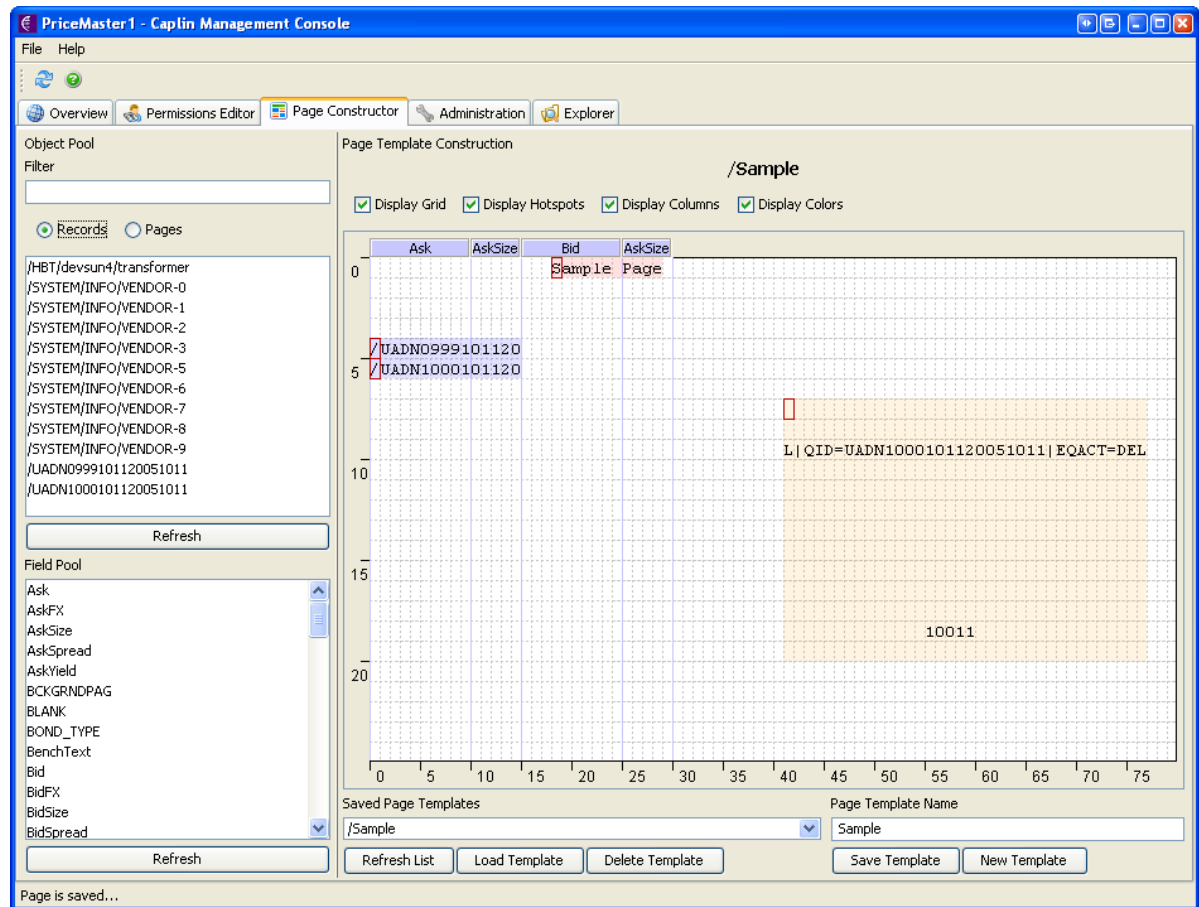 PriceMaster1 - Caplin Management Console
File Help
Overview Permissions Editor Page Constructor Administration Explorer
Object Pool
Filter
Records Pages
/HBT/devsun4/transformer
/SYSTEM/INFO/VENDOR-0
/SYSTEM/INFO/VENDOR-1
/SYSTEM/INFO/VENDOR-2
/SYSTEM/INFO/VENDOR-3
/SYSTEM/INFO/VENDOR-5
/SYSTEM/INFO/VENDOR-6
/SYSTEM/INFO/VENDOR-7
/SYSTEM/INFO/VENDOR-8
/SYSTEM/INFO/VENDOR-9
/UADN0999101120051011
/UADN1000101120051011
Refresh
Field Pool
Ask
AskFX
AskSize
AskSpread
AskYield
BCKGRNDPAG
BLANK
BOND_TYPE
BenchText
Bid
BidFX
BidSize
BidSpread
Refresh
Page Template Construction
/Sample
Display Grid Display Hotspots Display Columns Display Colors
Ask AskSize Bid AskSize
0 Sample Page
/UADN0999101120
5 /UADN1000101120
L|QID=UADN1000101120051011|EQACT=DEL
10
15
10011
20
0 5 10 15 20 25 30 35 40 45 50 55 60 65 70 75
Saved Page Templates Page Template Name
/Sample Sample
Refresh List Load Template Delete Template Save Template New Template
Page is saved...